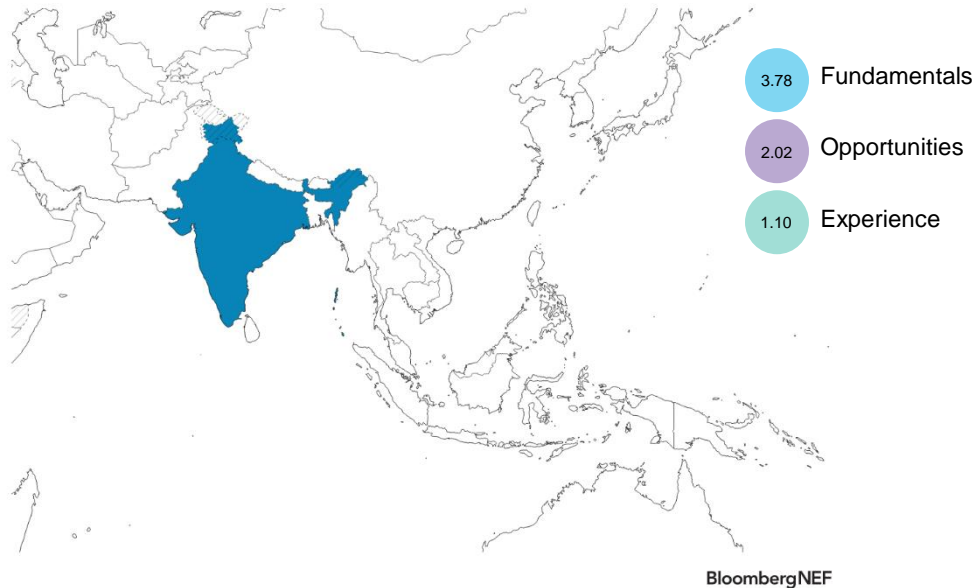 3.78 Fundamentals
2.02 Opportunities
1.10 Experience
BloombergNEF